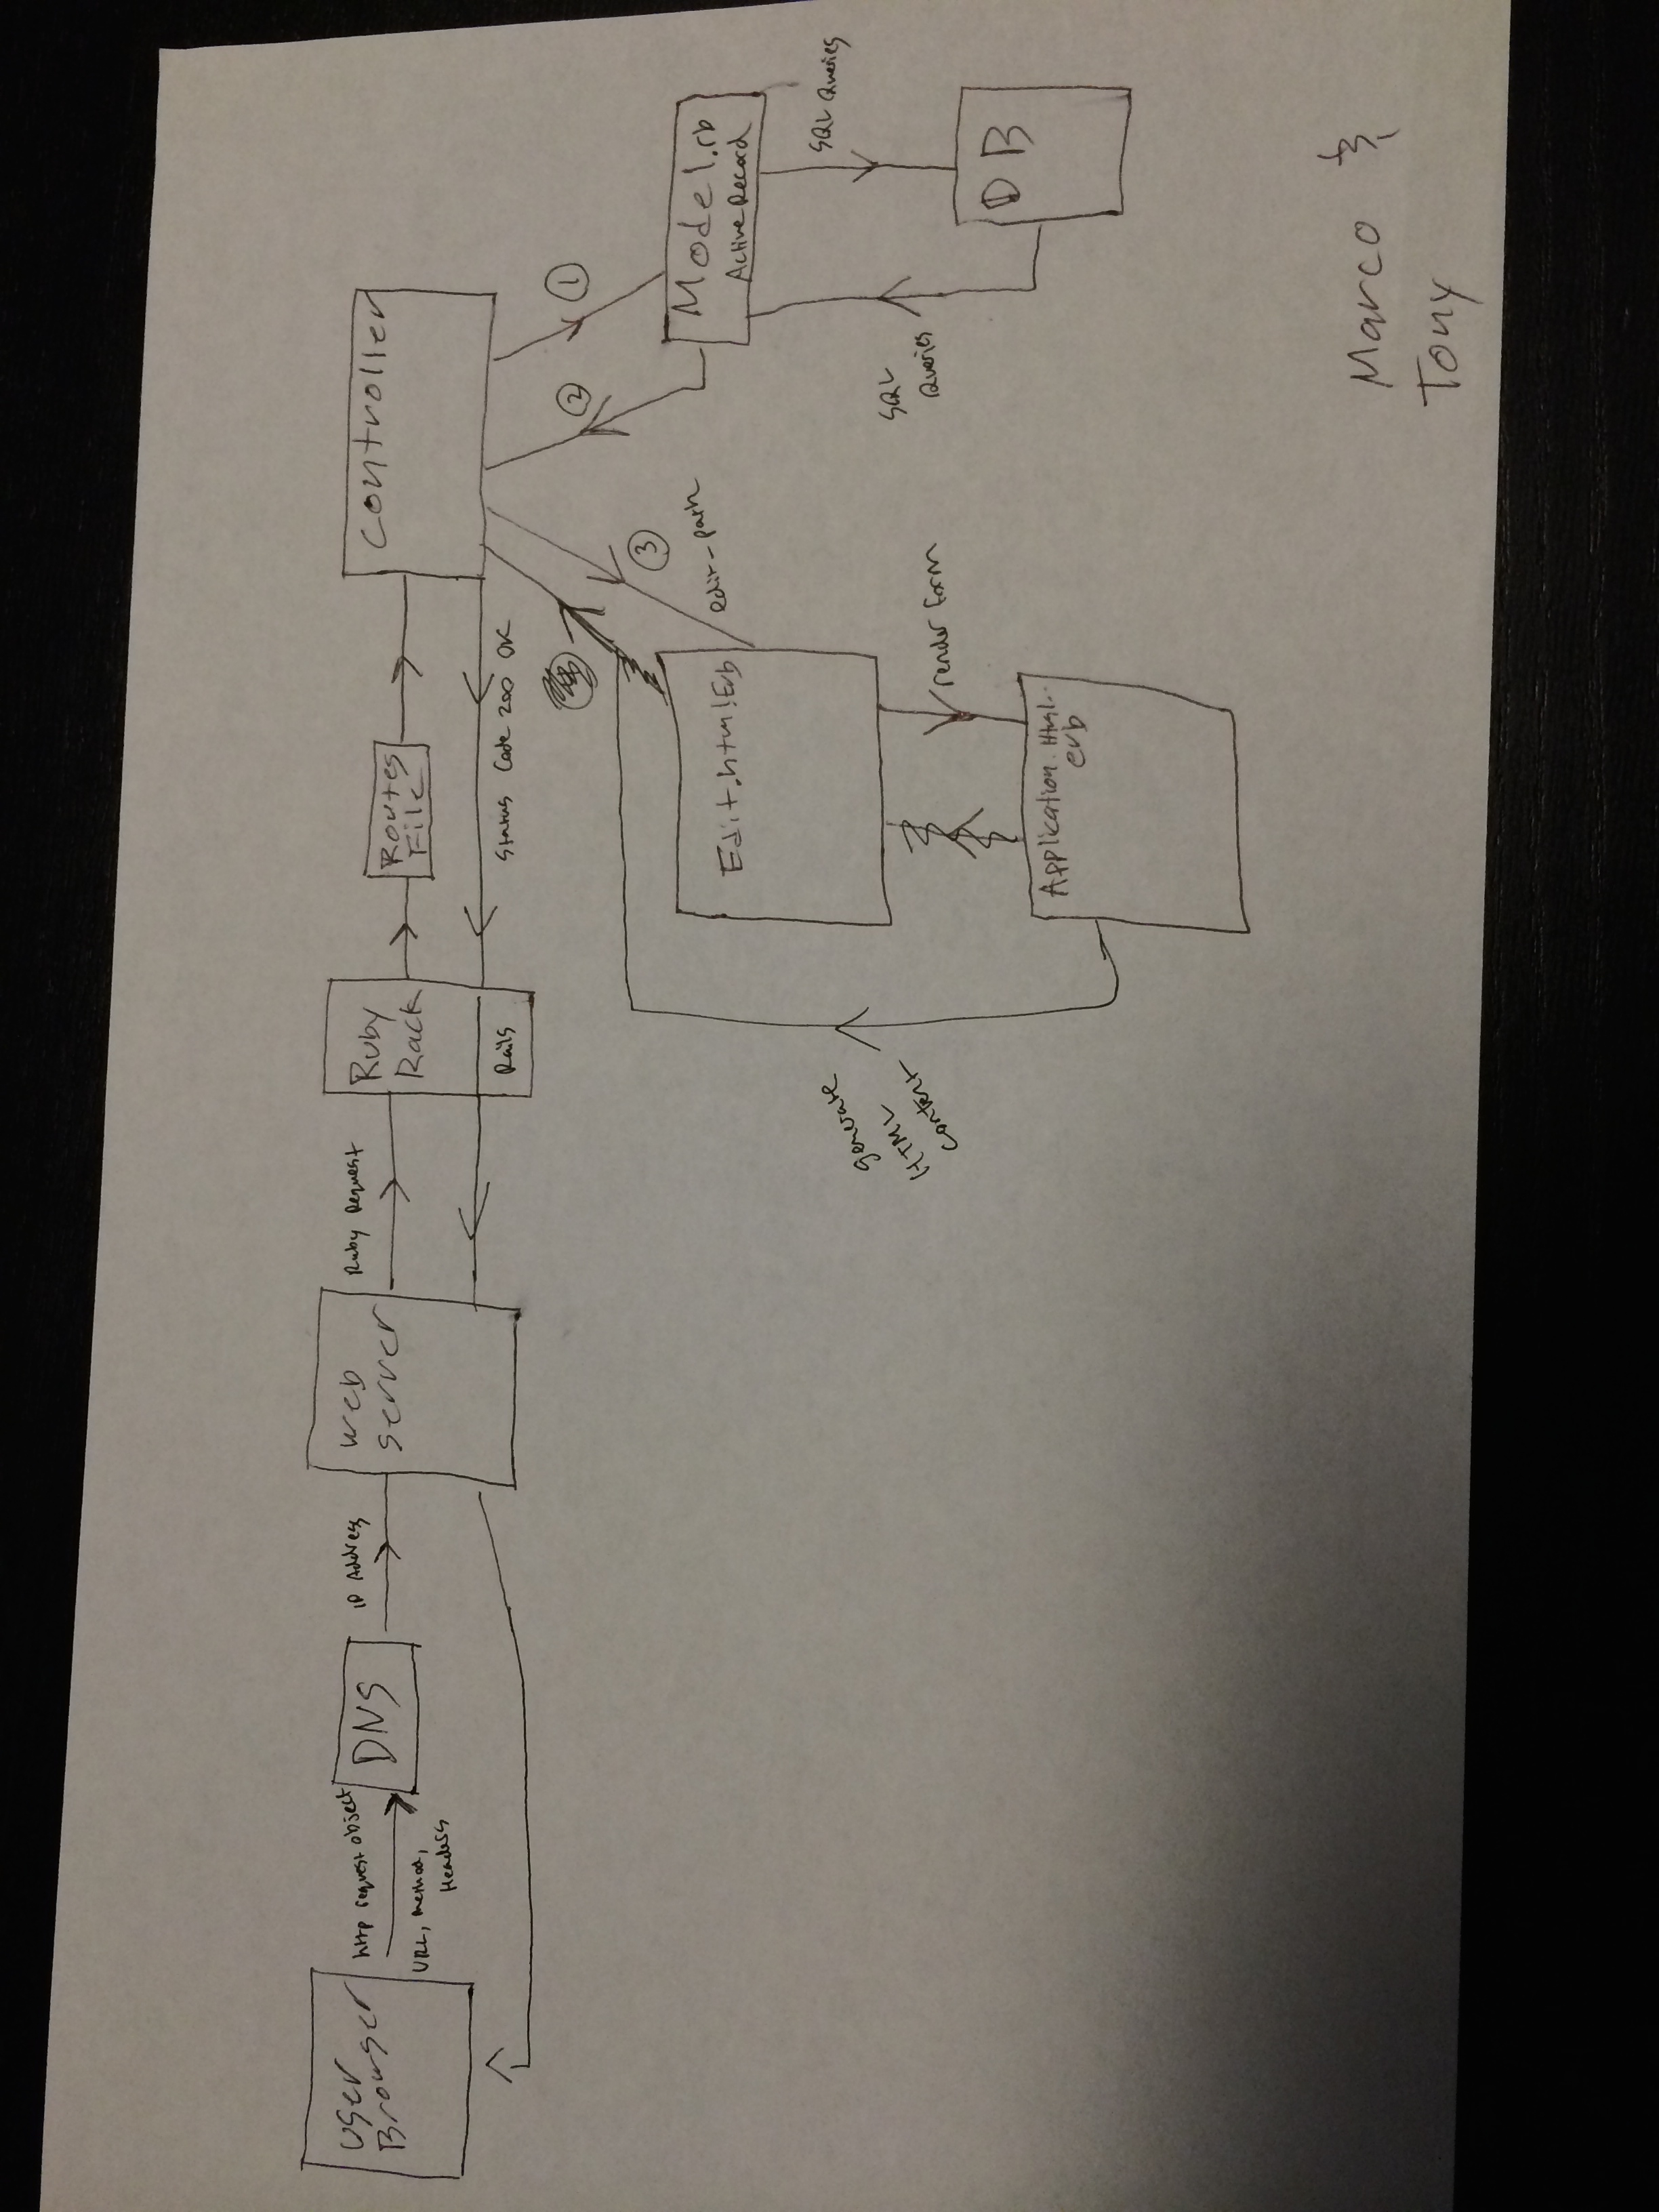 User
Browser
http request object
URL, method,
Headers
DNS
IP Address
Web
server
Ruby Request
Ruby
Rack
Rails
Routes
File
Status Code 200 OK
controller
1
2
3
edit-path
Model.rb
ActiveRecord
SQL Queries
SQL
Queries
DB
Edit.html.Erb
render form
Application.Html..
erb
generate
HTML
content
Marco &
Tony